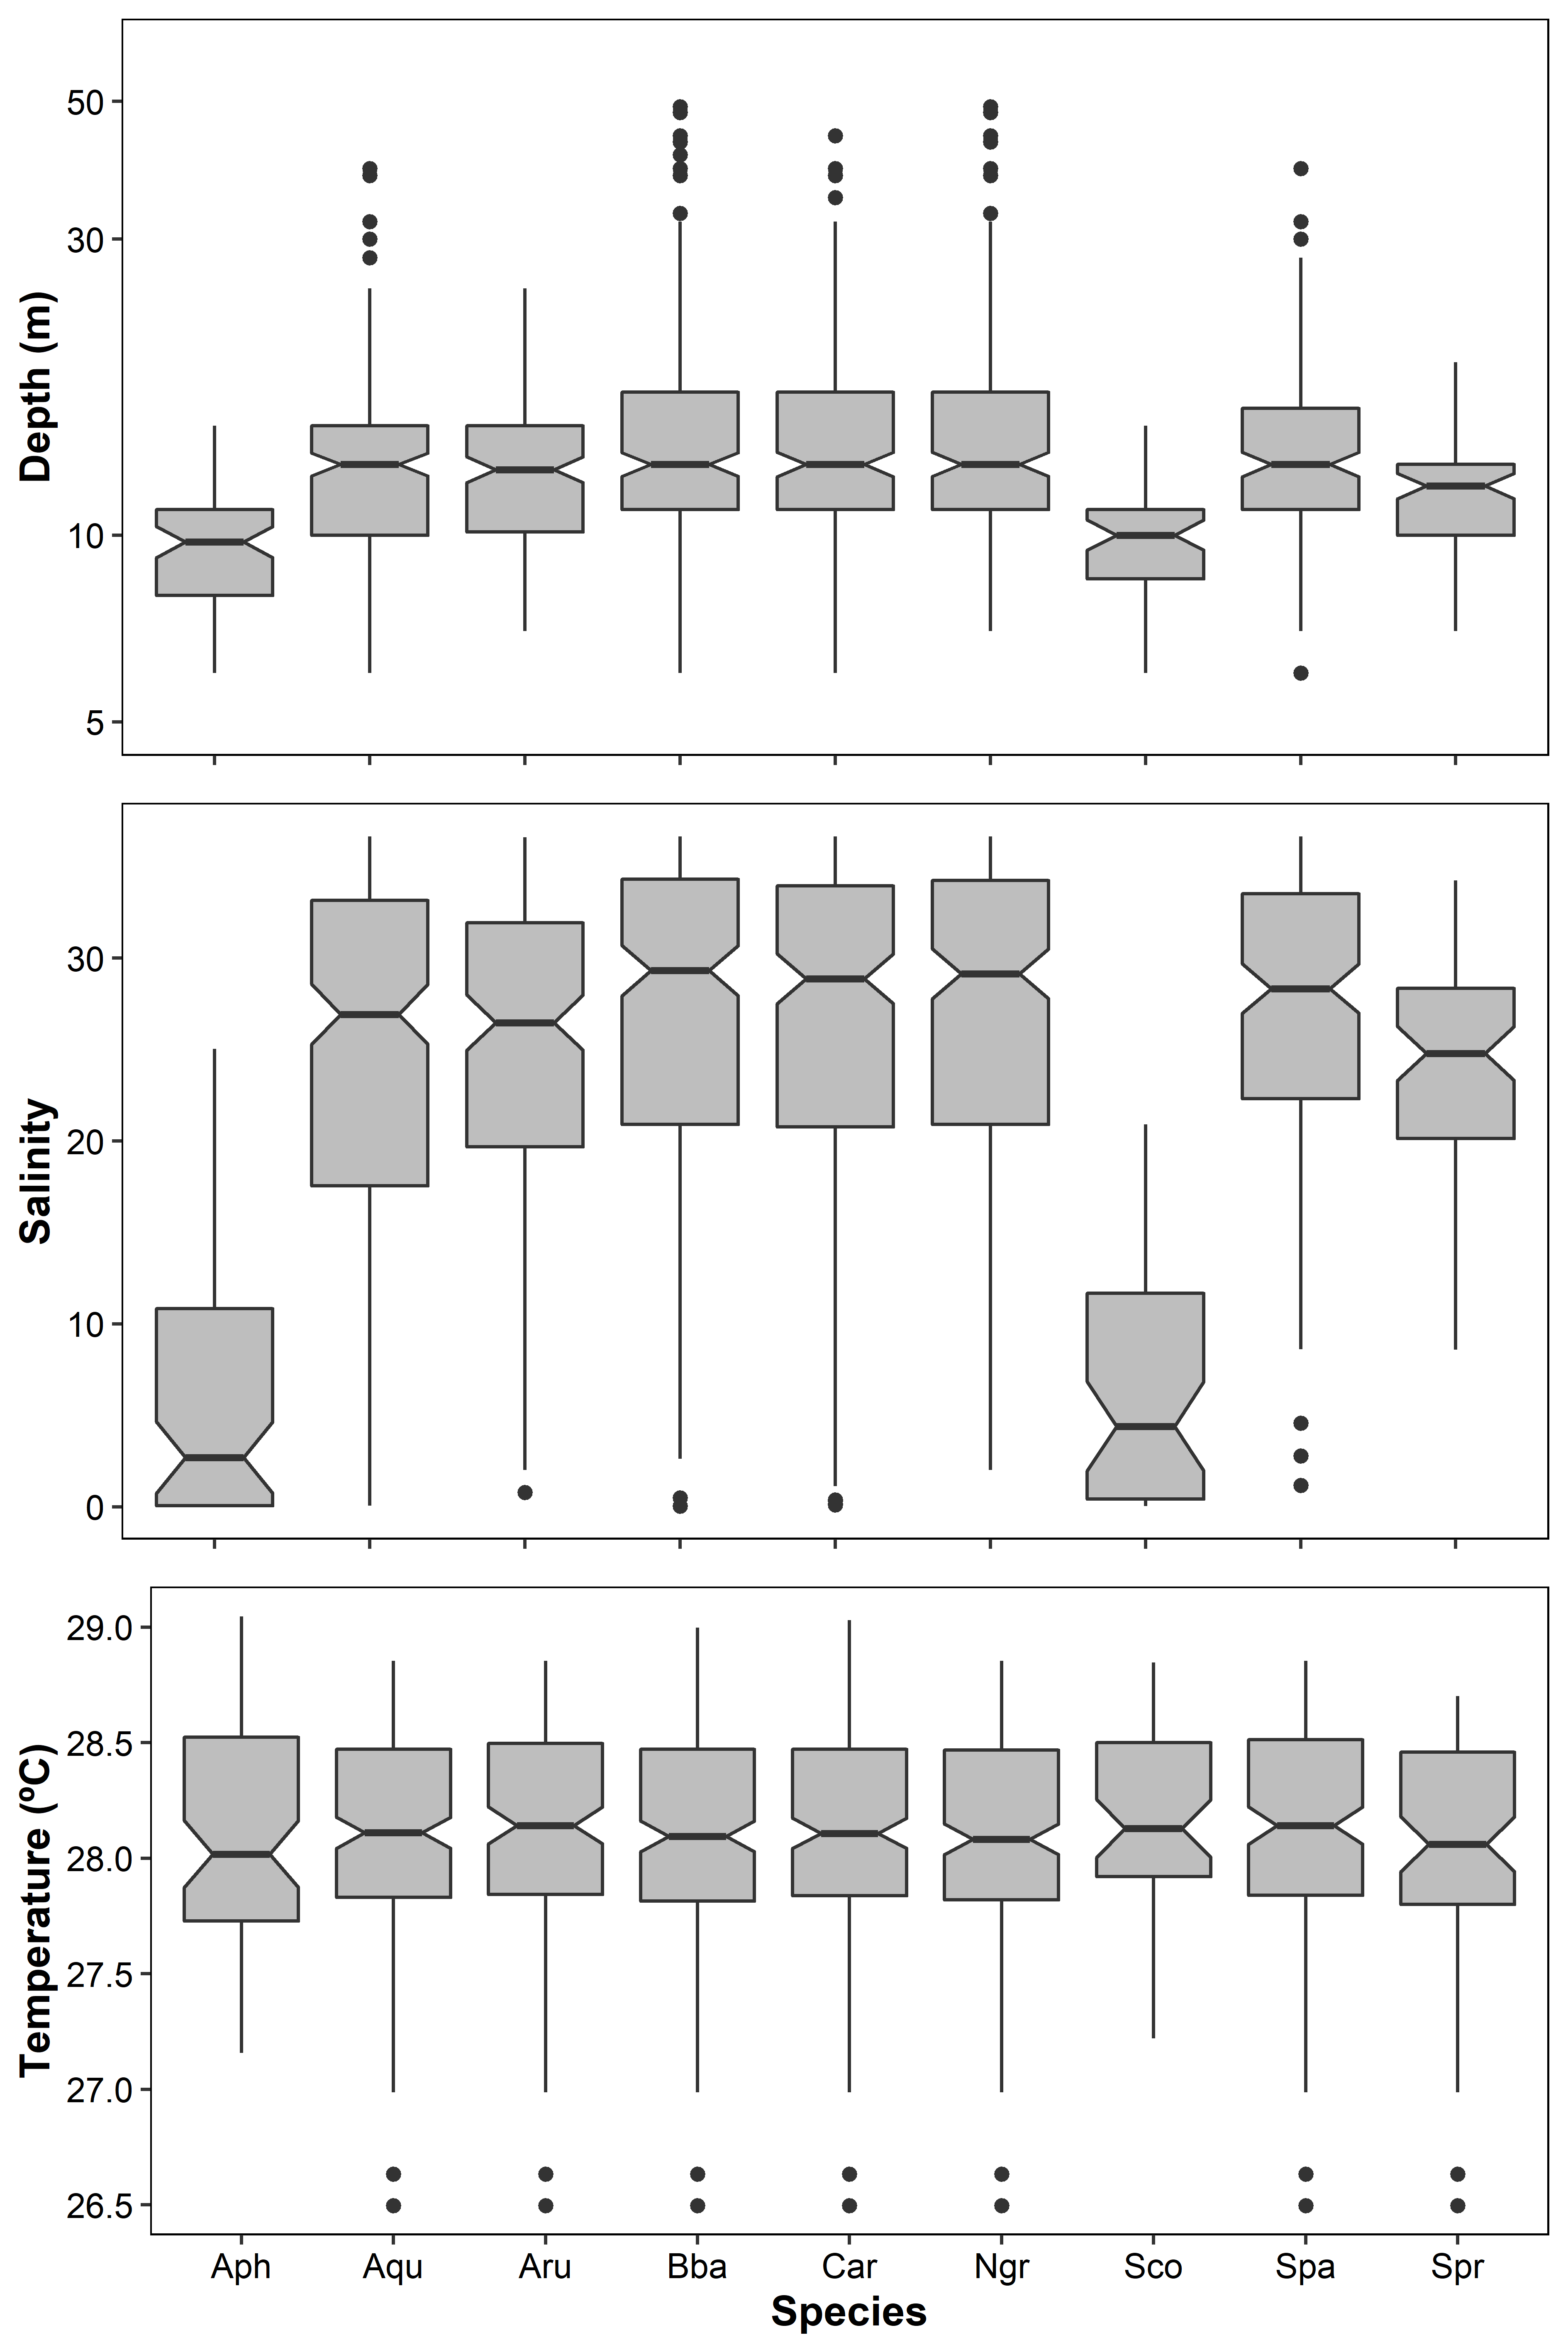 Depth (m)
50
30
10
5
Salinity
30
20
10
0
Temperature (ºC)
29.0
28.5
28.0
27.5
27.0
26.5
Aph Aqu Aru Bba Car Ngr Sco Spa Spr
Species